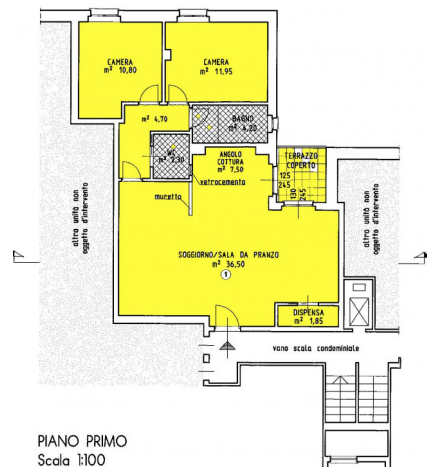 CAMERA
m² 10,80
CAMERA
m² 11,95
m² 4,70
BAGNO
m² 4,20
WC
m² 2,30
ANGOLO
COTTURA
m² 7,50
TERRAZZO
COPERTO
125
245
130
245
vetrocemento
muretto
altra unità non
oggetto d'intervento
altra unità non
oggetto d'intervento
SOGGIORNO/SALA DA PRANZO
m² 36,50
1
DISPENSA
m² 1,85
vano scala condominiale
PIANO PRIMO
Scala 1:100